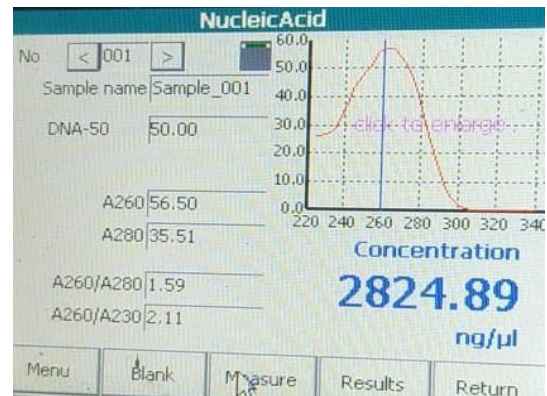 NucleicAcid
No < 001 >
Sample name Sample_001
DNA-50 50.00
A260 56.50
A280 35.51
A260/A280 1.59
A260/A230 2.11
60.0
50.0
40.0
30.0
20.0
10.0
0.0
220 240 260 280 300 320 340
click to enlarge
Concentration
2824.89
ng/µl
Menu Blank Measure Results Return